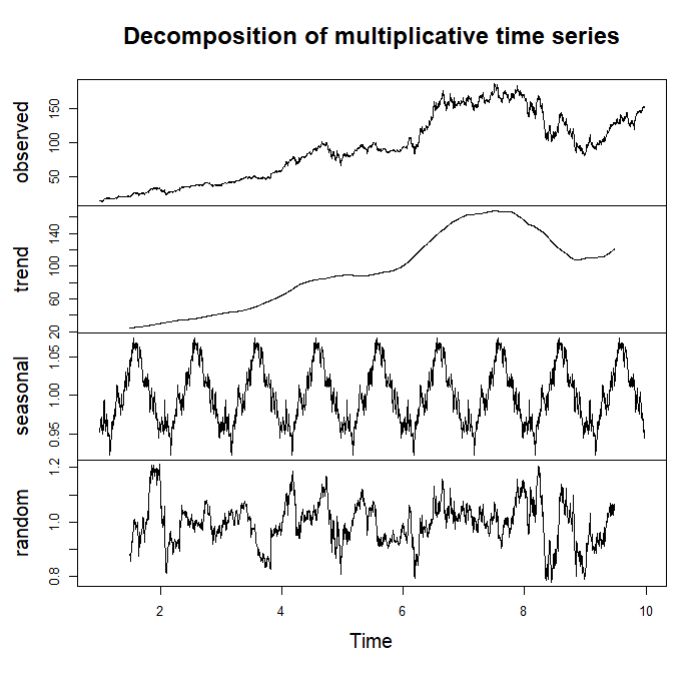 Decomposition of multiplicative time series
observed
50 100 150
trend
20 60 100 140
seasonal
0.95 1.00 1.05
random
0.8 1.0 1.2
2 4 6 8 10
Time